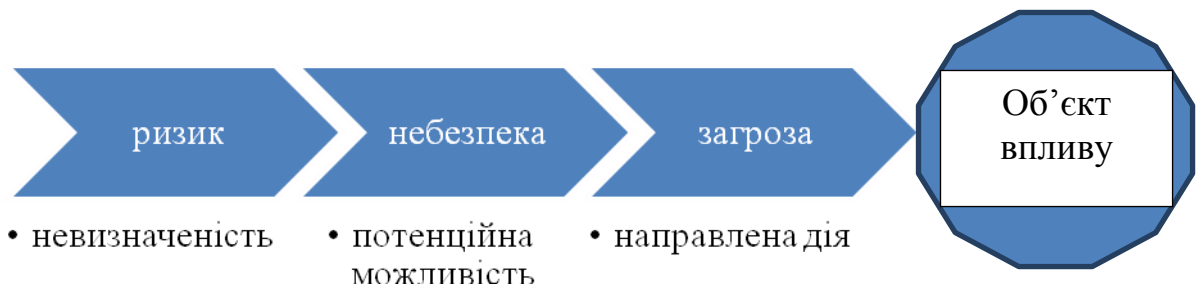 ризик
небезпека
загроза
Об’єкт
впливу
• невизначеність
• потенційна
можливість
• направлена дія